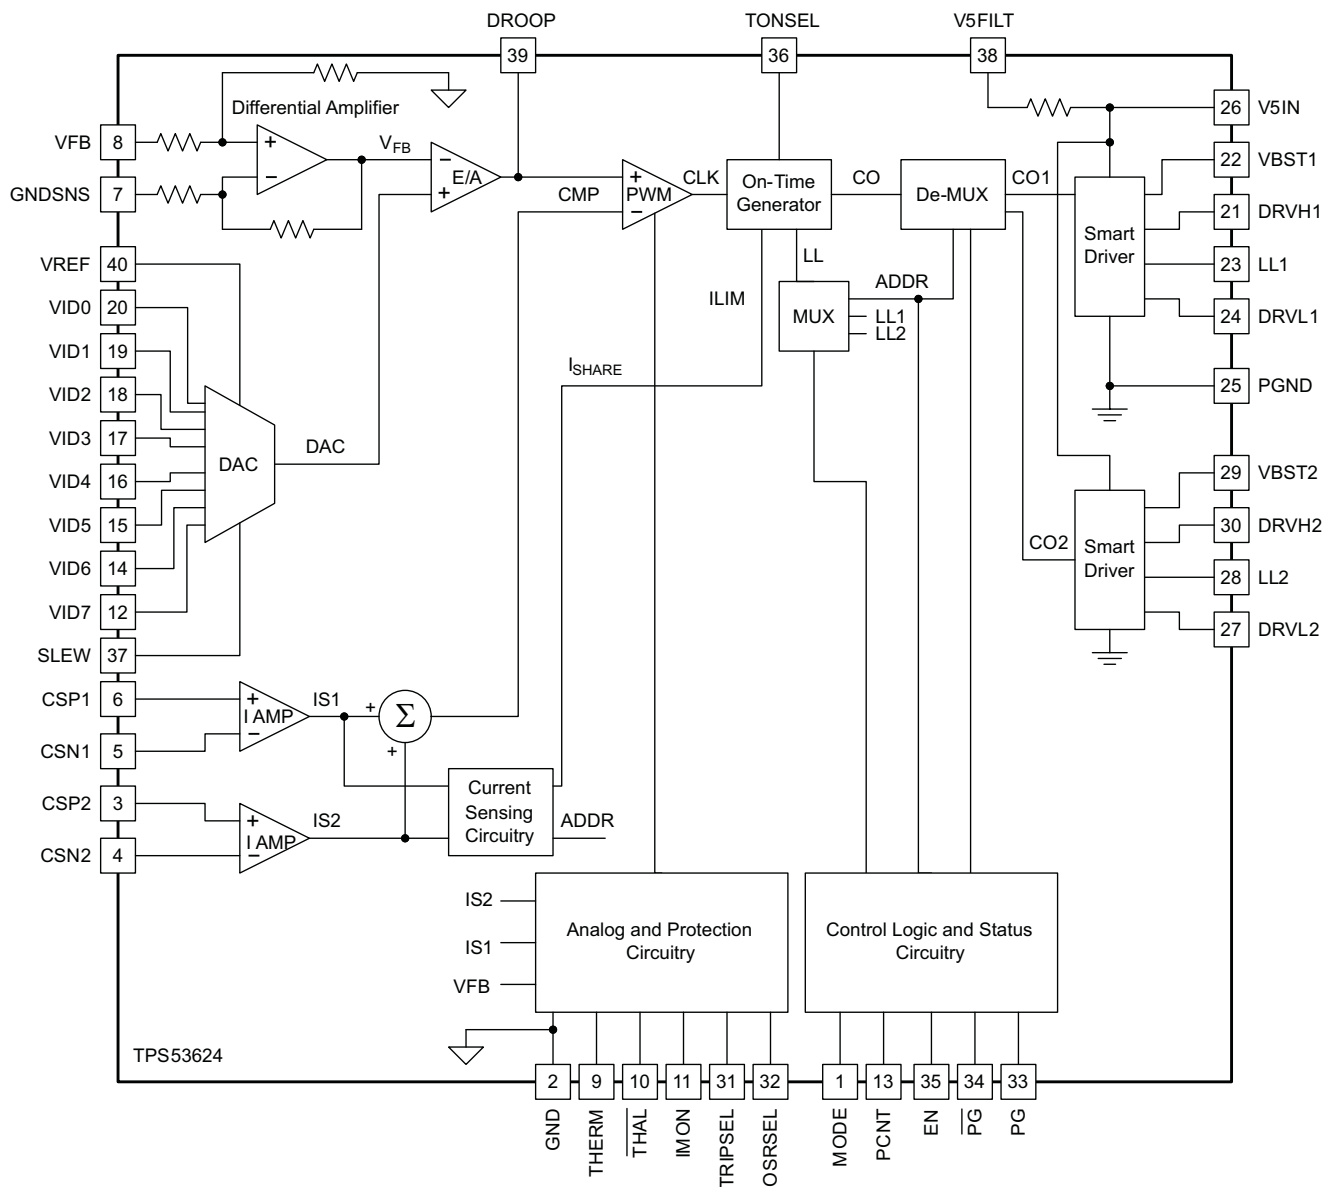 DROOP TONSEL V5FILT
39 36 38
Differential Amplifier
26 V5IN
VFB 8
+
−
V_FB
−
+
E/A
22 VBST1
GNDSNS 7
CMP
+
−
PWM
CLK
On-Time
Generator
CO
De-MUX
CO1
Smart
Driver
21 DRVH1
23 LL1
24 DRVL1
VREF 40
VID0 20
VID1 19
VID2 18
VID3 17
VID4 16
VID5 15
VID6 14
VID7 12
SLEW 37
DAC
DAC
LL
ADDR
ILIM
MUX
LL1
LL2
I_SHARE
25 PGND
29 VBST2
30 DRVH2
CO2
Smart
Driver
28 LL2
27 DRVL2
CSP1 6
CSN1 5
+
−
I AMP
IS1
+
Σ
+
CSP2 3
CSN2 4
+
−
I AMP
IS2
Current
Sensing
Circuitry
ADDR
IS2
IS1
VFB
Analog and Protection
Circuitry
Control Logic and Status
Circuitry
TPS53624
2 9 10 11 31 32 1 13 35 34 33
GND
THERM
THAL
IMON
TRIPSEL
OSRSEL
MODE
PCNT
EN
PG
PG